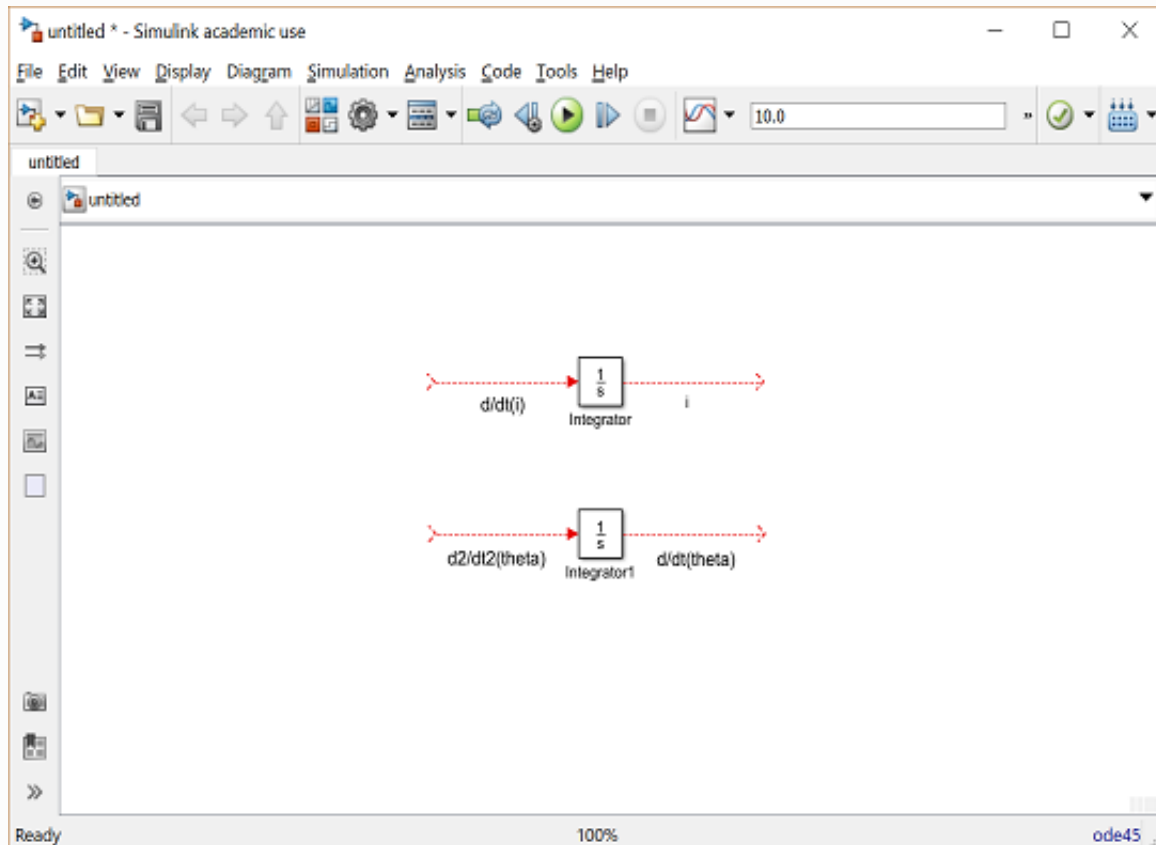 untitled * - Simulink academic use
File Edit View Display Diagram Simulation Analysis Code Tools Help
10.0 »
untitled
untitled
1
s
d/dt(i)
i
Integrator
1
s
d2/dt2(theta)
d/dt(theta)
Integrator1
Ready 100% ode45